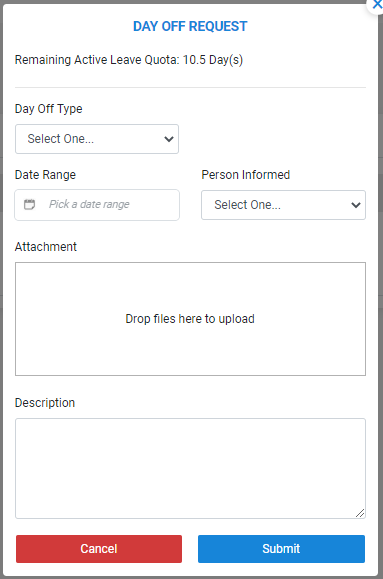 DAY OFF REQUEST
Remaining Active Leave Quota: 10.5 Day(s)
Day Off Type
Select One...
Date Range
Person Informed
Pick a date range
Select One...
Attachment
Drop files here to upload
Description
Cancel
Submit